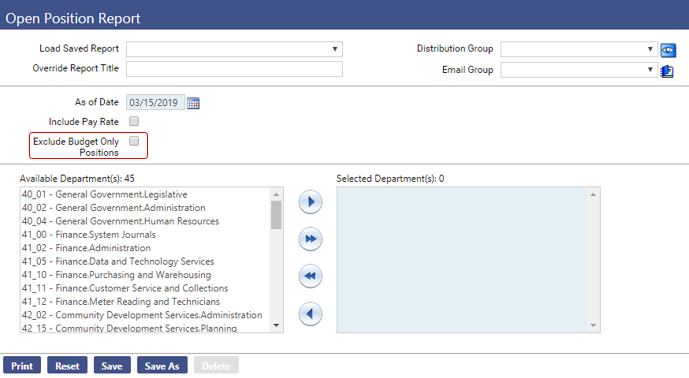 Open Position Report
Load Saved Report
Distribution Group
Override Report Title
Email Group
As of Date 03/15/2019
Include Pay Rate
Exclude Budget Only
Positions
Available Department(s): 45
Selected Department(s): 0
40_01 - General Government.Legislative
40_02 - General Government.Administration
40_04 - General Government.Human Resources
41_00 - Finance.System Journals
41_02 - Finance.Administration
41_05 - Finance.Data and Technology Services
41_10 - Finance.Purchasing and Warehousing
41_11 - Finance.Customer Service and Collections
41_12 - Finance.Meter Reading and Technicians
42_02 - Community Development Services.Administration
42_15 - Community Development Services.Planning
Print Reset Save Save As Delete